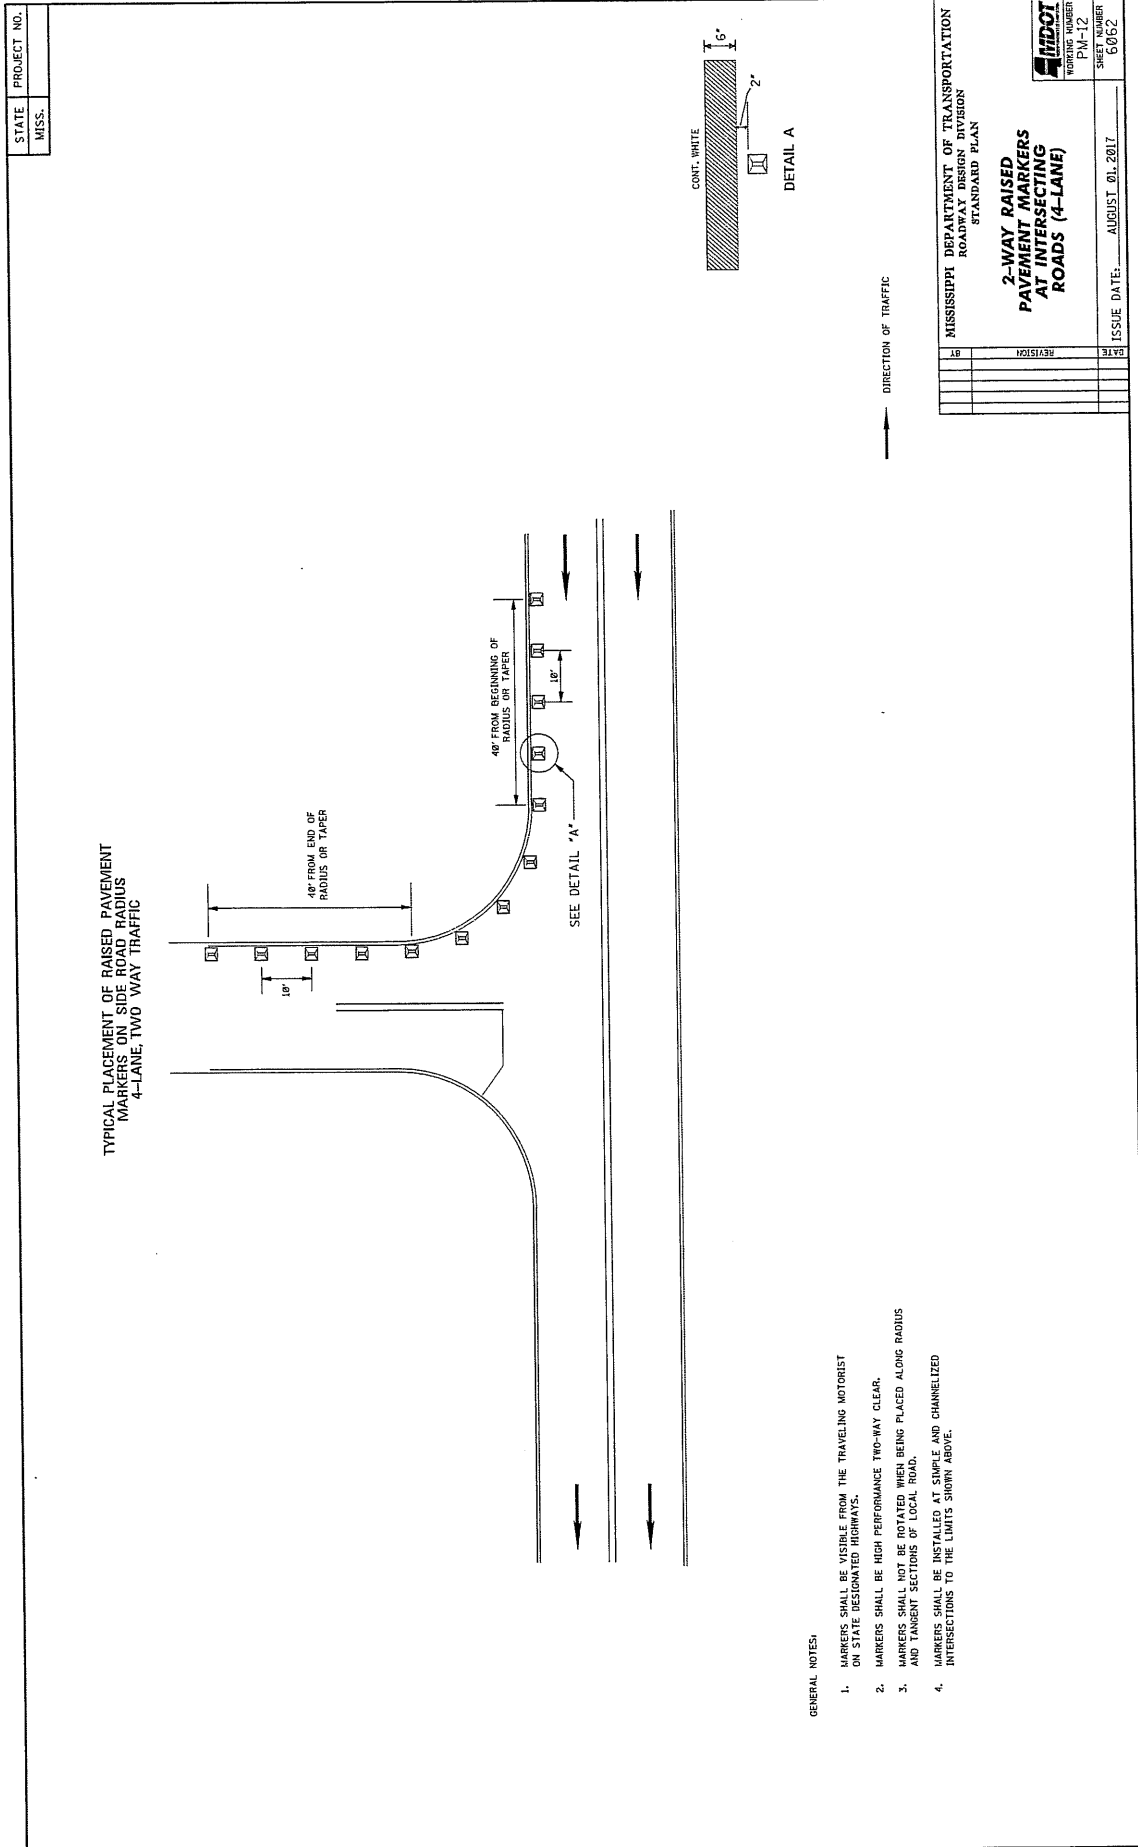 STATE
PROJECT NO.
MISS.
TYPICAL PLACEMENT OF RAISED PAVEMENT
MARKERS ON SIDE ROAD RADIUS
4-LANE, TWO WAY TRAFFIC
40' FROM END OF
RADIUS OR TAPER
10'
40' FROM BEGINNING OF
RADIUS OR TAPER
10'
SEE DETAIL "A"
CONT. WHITE
6"
2"
DETAIL A
DIRECTION OF TRAFFIC
GENERAL NOTES:
1. MARKERS SHALL BE VISIBLE FROM THE TRAVELING MOTORIST
ON STATE DESIGNATED HIGHWAYS.
2. MARKERS SHALL BE HIGH PERFORMANCE TWO-WAY CLEAR.
3. MARKERS SHALL NOT BE ROTATED WHEN BEING PLACED ALONG RADIUS
AND TANGENT SECTIONS OF LOCAL ROAD.
4. MARKERS SHALL BE INSTALLED AT SIMPLE AND CHANNELIZED
INTERSECTIONS TO THE LIMITS SHOWN ABOVE.
BY
REVISION
DATE
MISSISSIPPI DEPARTMENT OF TRANSPORTATION
ROADWAY DESIGN DIVISION
STANDARD PLAN
2-WAY RAISED
PAVEMENT MARKERS
AT INTERSECTING
ROADS (4-LANE)
ISSUE DATE: AUGUST 01, 2017
MDOT
WORKING NUMBER
PM-12
SHEET NUMBER
6062